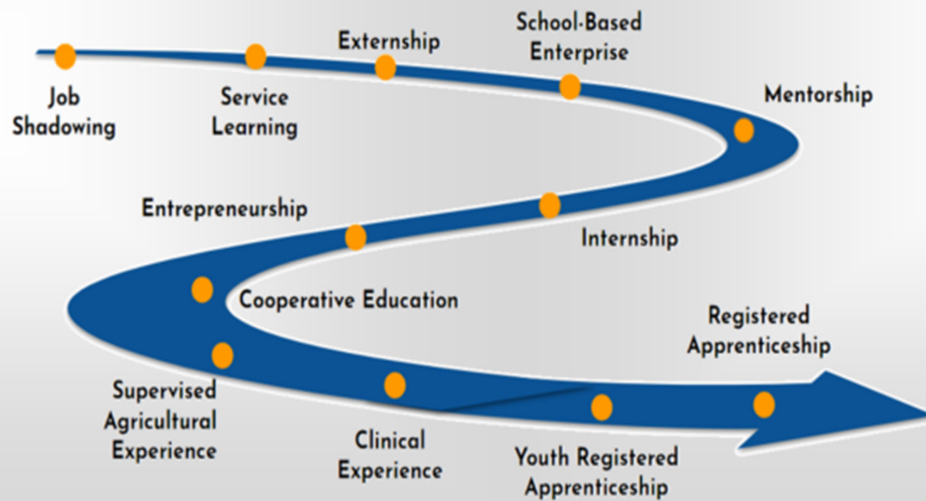 Job
Shadowing
Service
Learning
Externship
School-Based
Enterprise
Mentorship
Internship
Entrepreneurship
Cooperative Education
Supervised
Agricultural
Experience
Clinical
Experience
Youth Registered
Apprenticeship
Registered
Apprenticeship